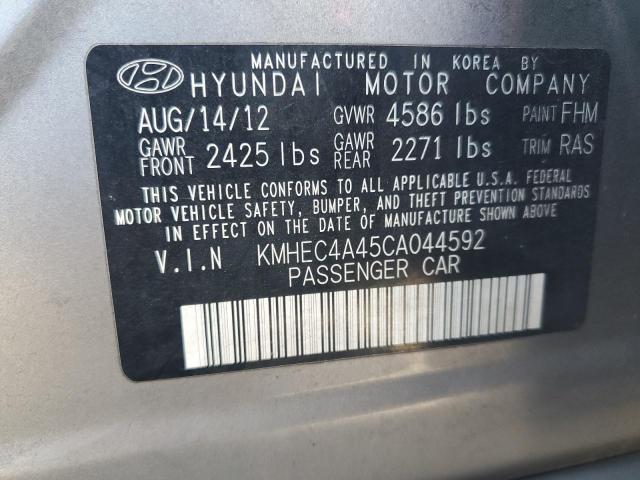 MANUFACTURED IN KOREA BY
HYUNDAI MOTOR COMPANY
AUG/14/12 GVWR 4586 lbs PAINT FHM
GAWR FRONT 2425 lbs GAWR REAR 2271 lbs TRIM RAS
THIS VEHICLE CONFORMS TO ALL APPLICABLE U.S.A. FEDERAL
MOTOR VEHICLE SAFETY, BUMPER, AND THEFT PREVENTION STANDARDS
IN EFFECT ON THE DATE OF MANUFACTURE SHOWN ABOVE.
V.I.N KMHEC4A45CA044592
PASSENGER CAR